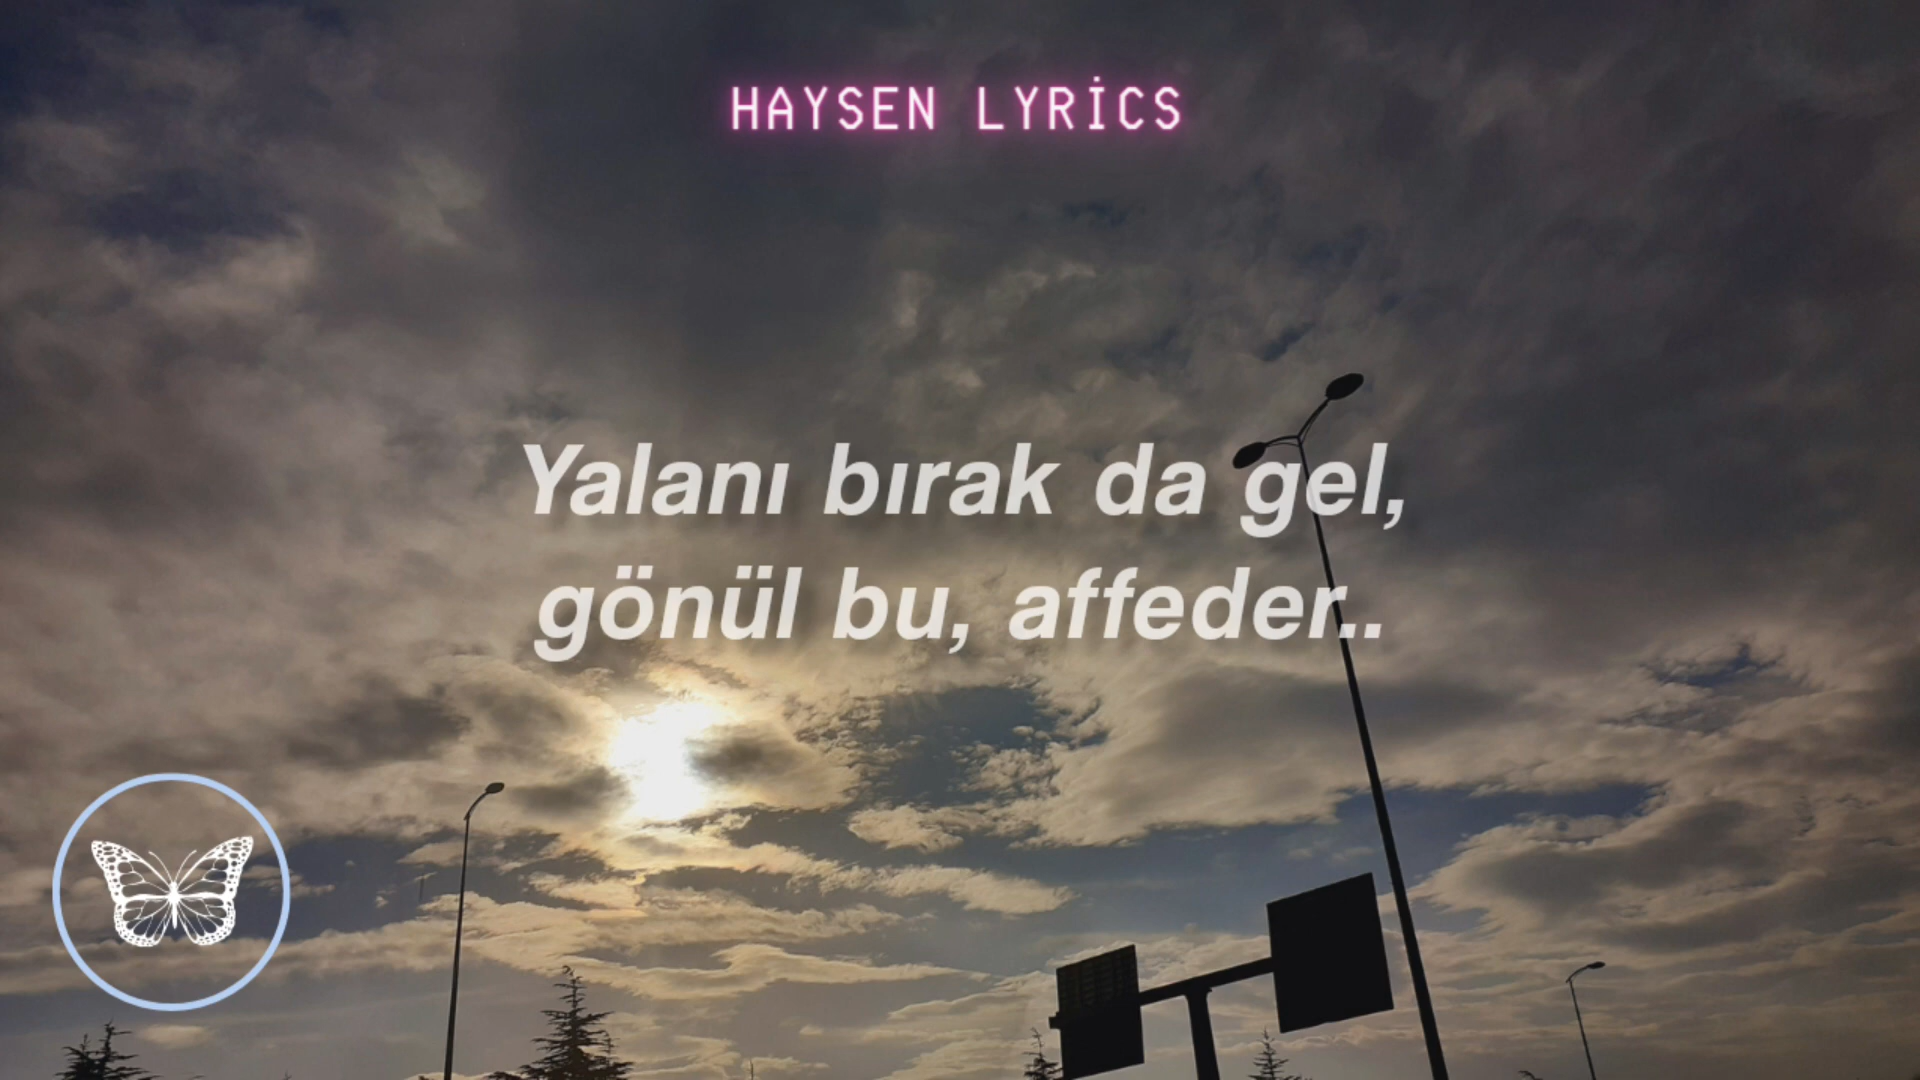 HAYSEN LYRİCS
Yalanı bırak da gel,
gönül bu, affeder..